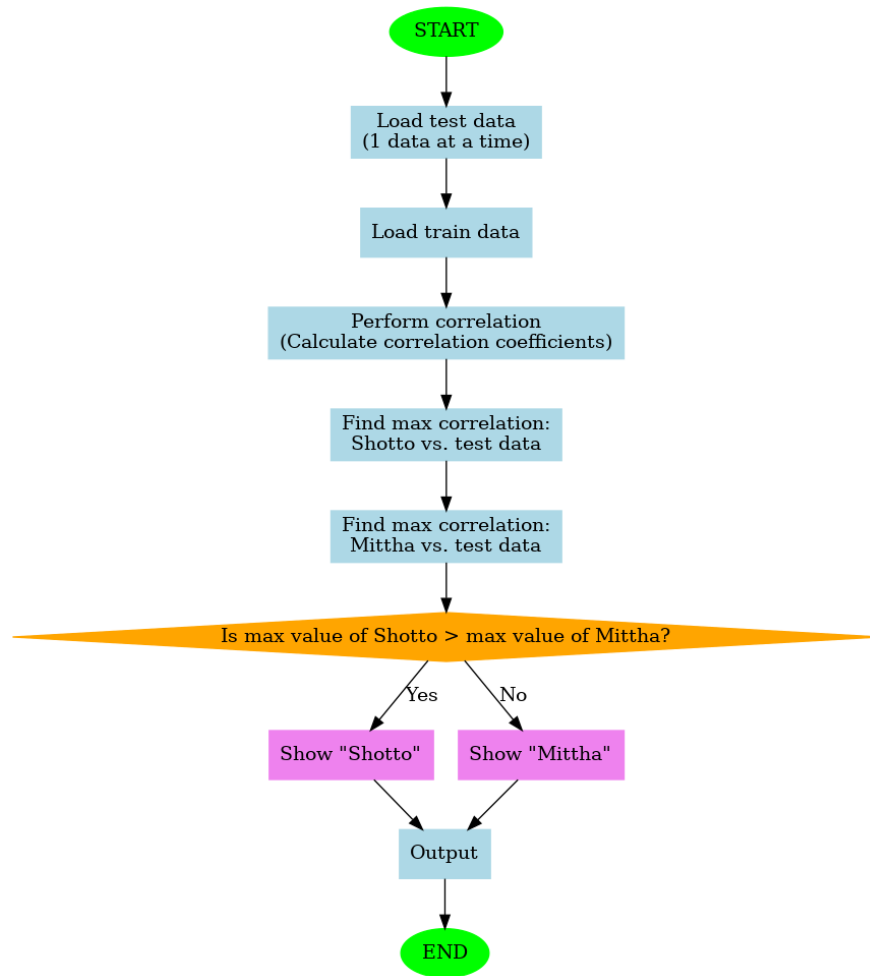 START
Load test data
(1 data at a time)
Load train data
Perform correlation
(Calculate correlation coefficients)
Find max correlation:
Shotto vs. test data
Find max correlation:
Mittha vs. test data
Is max value of Shotto > max value of Mittha?
Yes
No
Show "Shotto"
Show "Mittha"
Output
END